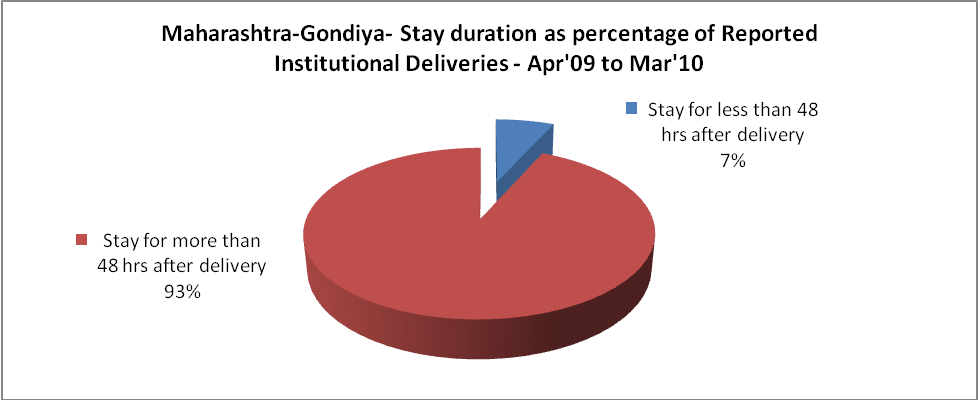 Maharashtra-Gondiya- Stay duration as percentage of Reported
Institutional Deliveries - Apr'09 to Mar'10
Stay for less than 48
hrs after delivery
7%
Stay for more than
48 hrs after delivery
93%